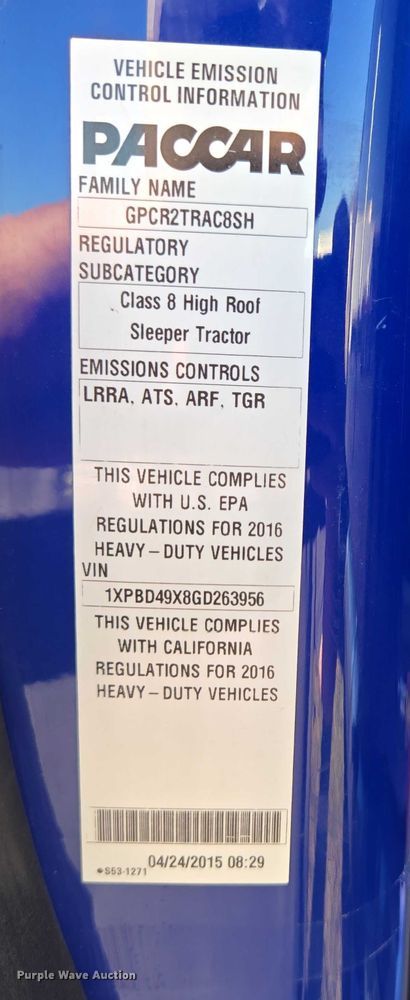 VEHICLE EMISSION
CONTROL INFORMATION
PACCAR
FAMILY NAME
GPCR2TRAC8SH
REGULATORY
SUBCATEGORY
Class 8 High Roof
Sleeper Tractor
EMISSIONS CONTROLS
LRRA, ATS, ARF, TGR
THIS VEHICLE COMPLIES
WITH U.S. EPA
REGULATIONS FOR 2016
HEAVY – DUTY VEHICLES
VIN
1XPBD49X8GD263956
THIS VEHICLE COMPLIES
WITH CALIFORNIA
REGULATIONS FOR 2016
HEAVY – DUTY VEHICLES
04/24/2015 08:29
S53-1271
Purple Wave Auction